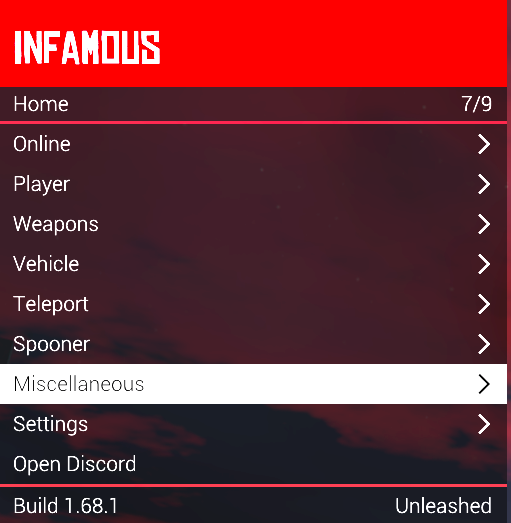 INFAMOUS
Home 7/9
Online
Player
Weapons
Vehicle
Teleport
Spooner
Miscellaneous
Settings
Open Discord
Build 1.68.1 Unleashed